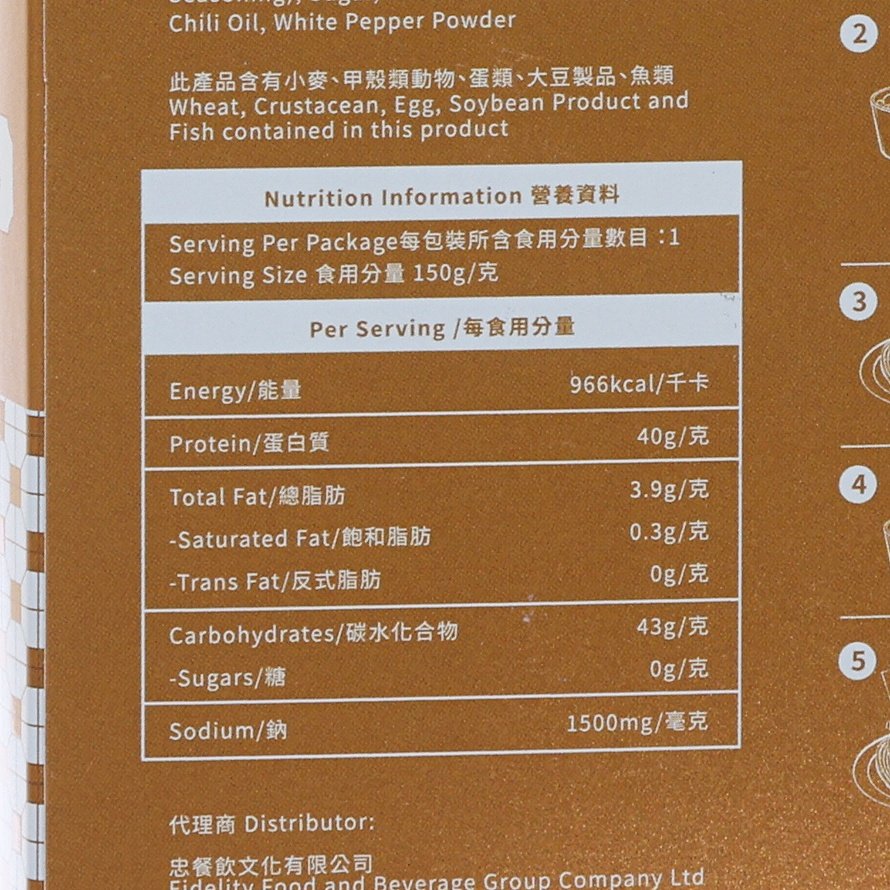 Chili Oil, White Pepper Powder
此產品含有小麥、甲殼類動物、蛋類、大豆製品、魚類
Wheat, Crustacean, Egg, Soybean Product and
Fish contained in this product
Nutrition Information 營養資料
Serving Per Package每包裝所含食用分量數目：1
Serving Size 食用分量 150g/克
Per Serving /每食用分量
Energy/能量 966kcal/千卡
Protein/蛋白質 40g/克
Total Fat/總脂肪 3.9g/克
-Saturated Fat/飽和脂肪 0.3g/克
-Trans Fat/反式脂肪 0g/克
Carbohydrates/碳水化合物 43g/克
-Sugars/糖 0g/克
Sodium/鈉 1500mg/毫克
代理商 Distributor:
忠餐飲文化有限公司
Fidelity Food and Beverage Group Company Ltd
2
3
4
5